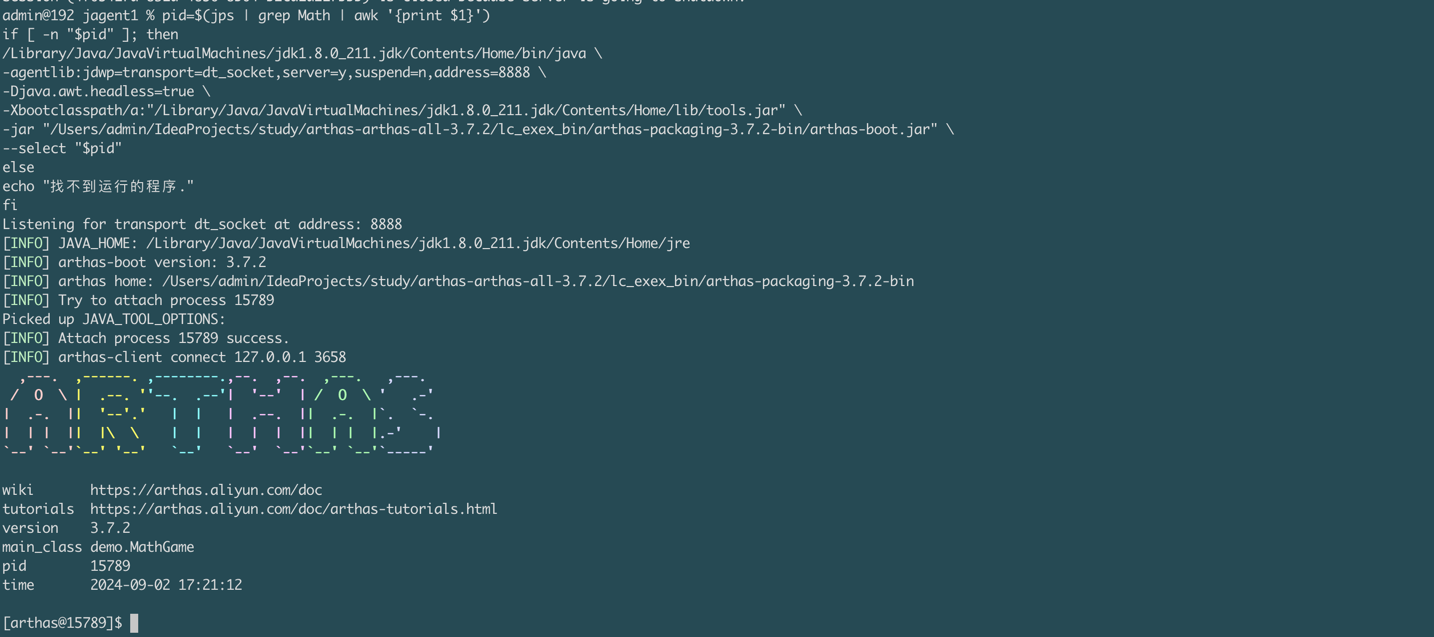 admin@192 jagent1 % pid=$(jps | grep Math | awk '{print $1}')
if [ -n "$pid" ]; then
/Library/Java/JavaVirtualMachines/jdk1.8.0_211.jdk/Contents/Home/bin/java \
-agentlib:jdwp=transport=dt_socket,server=y,suspend=n,address=8888 \
-Djava.awt.headless=true \
-Xbootclasspath/a:"/Library/Java/JavaVirtualMachines/jdk1.8.0_211.jdk/Contents/Home/lib/tools.jar" \
-jar "/Users/admin/IdeaProjects/study/arthas-arthas-all-3.7.2/lc_exex_bin/arthas-packaging-3.7.2-bin/arthas-boot.jar" \
--select "$pid"
else
echo "找不到运行的程序."
fi
Listening for transport dt_socket at address: 8888
[INFO] JAVA_HOME: /Library/Java/JavaVirtualMachines/jdk1.8.0_211.jdk/Contents/Home/jre
[INFO] arthas-boot version: 3.7.2
[INFO] arthas home: /Users/admin/IdeaProjects/study/arthas-arthas-all-3.7.2/lc_exex_bin/arthas-packaging-3.7.2-bin
[INFO] Try to attach process 15789
Picked up JAVA_TOOL_OPTIONS:
[INFO] Attach process 15789 success.
[INFO] arthas-client connect 127.0.0.1 3658
ARTHAS
wiki https://arthas.aliyun.com/doc
tutorials https://arthas.aliyun.com/doc/arthas-tutorials.html
version 3.7.2
main_class demo.MathGame
pid 15789
time 2024-09-02 17:21:12
[arthas@15789]$